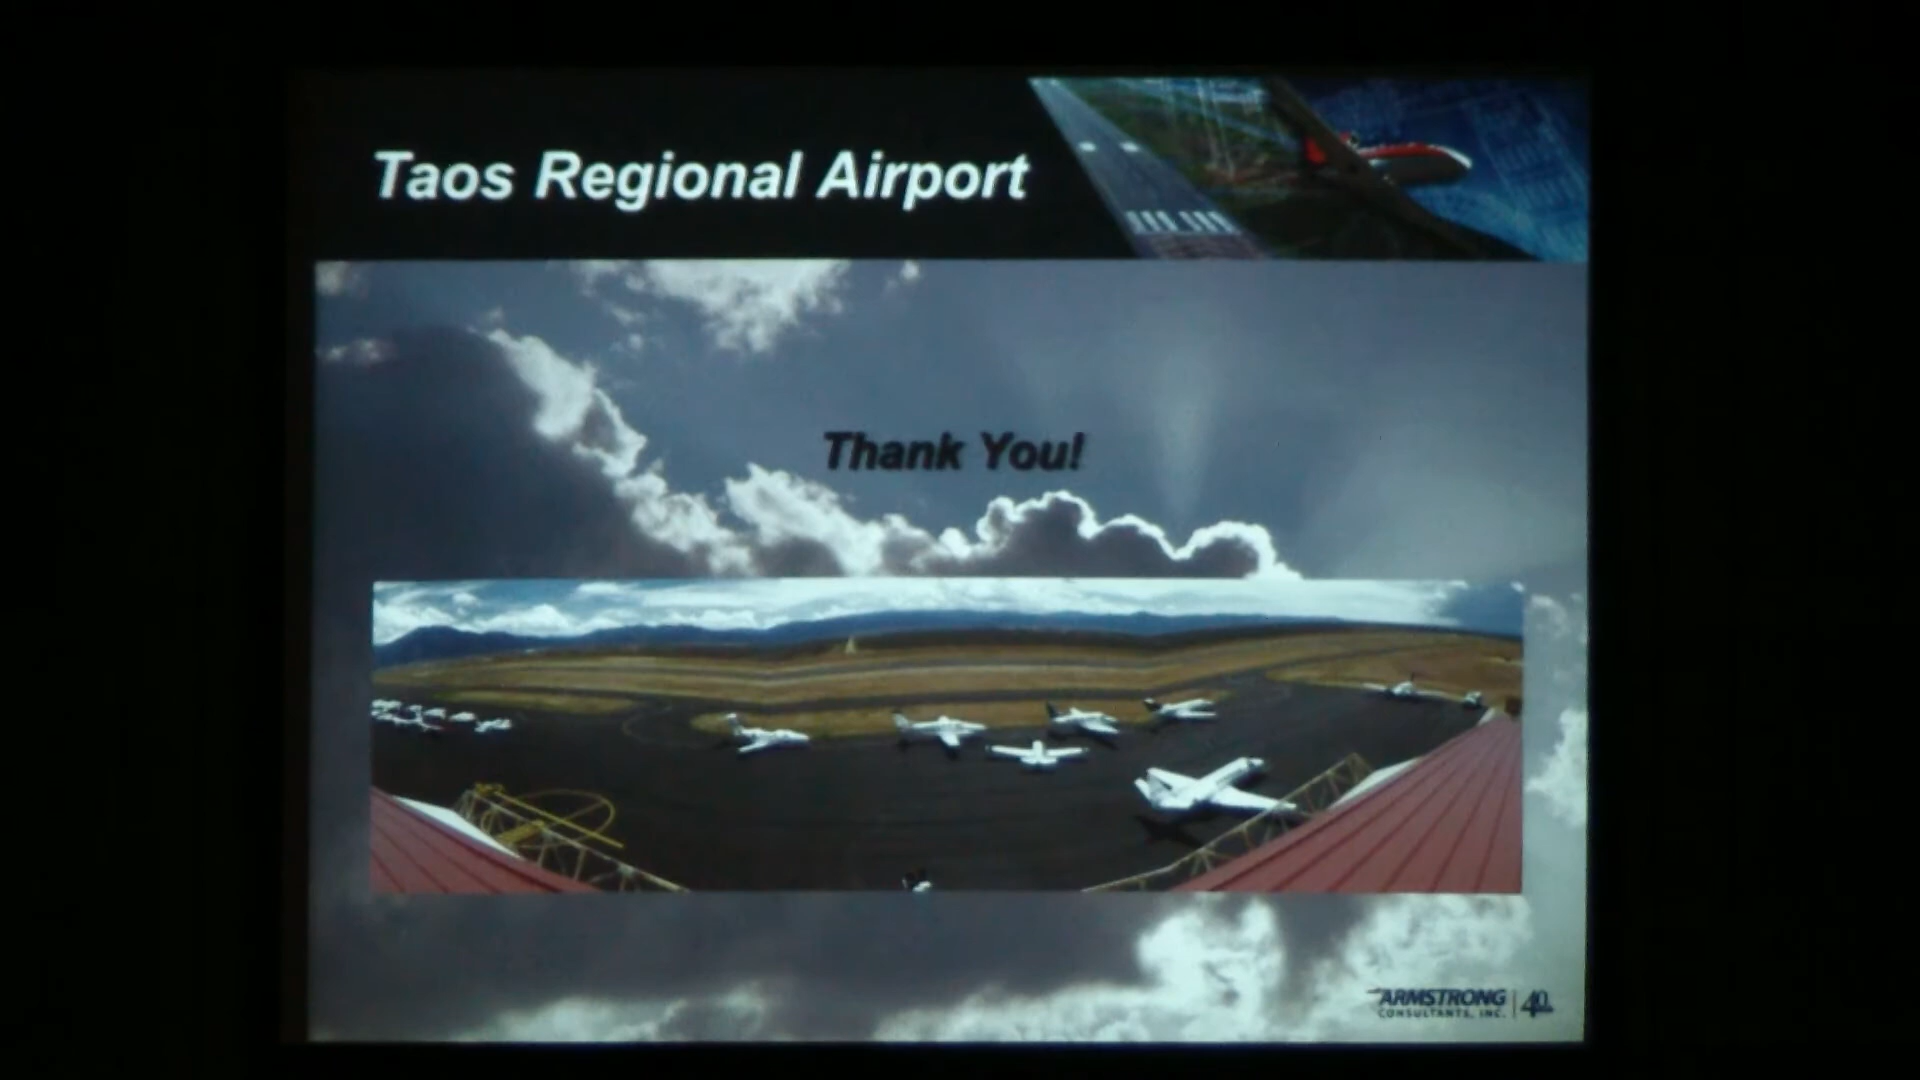 Taos Regional Airport
Thank You!
ARMSTRONG
CONSULTANTS, INC.
40